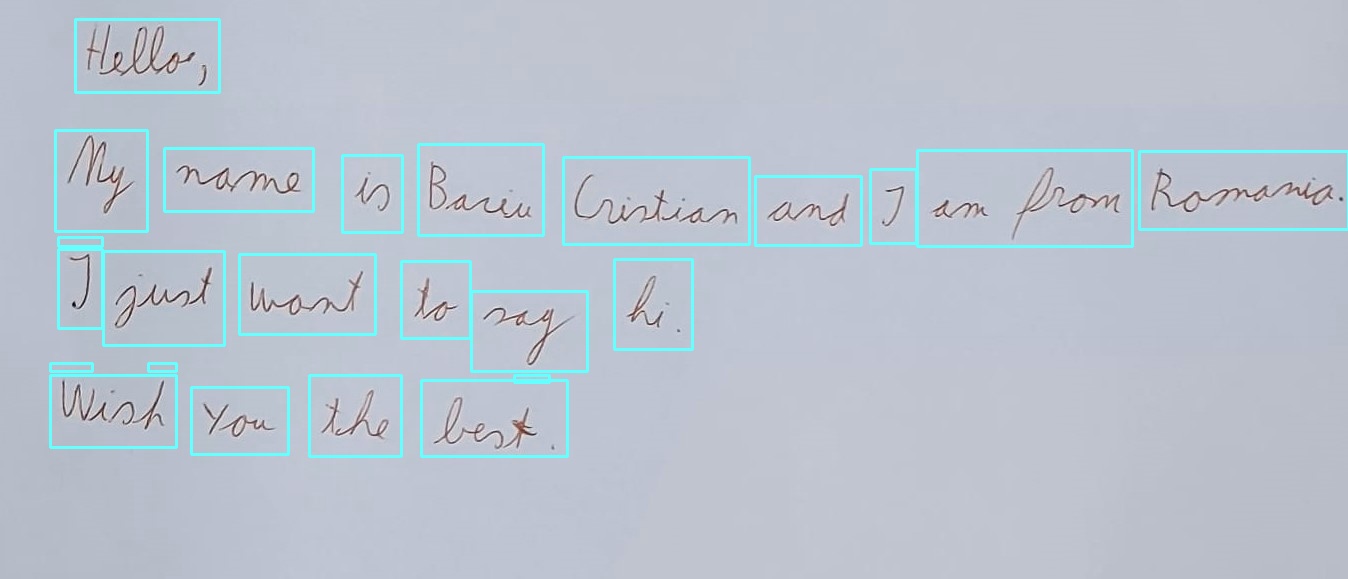 Hello,
My name is Baciu Cristian and I am from Romania.
I just want to say hi.
Wish you the best.